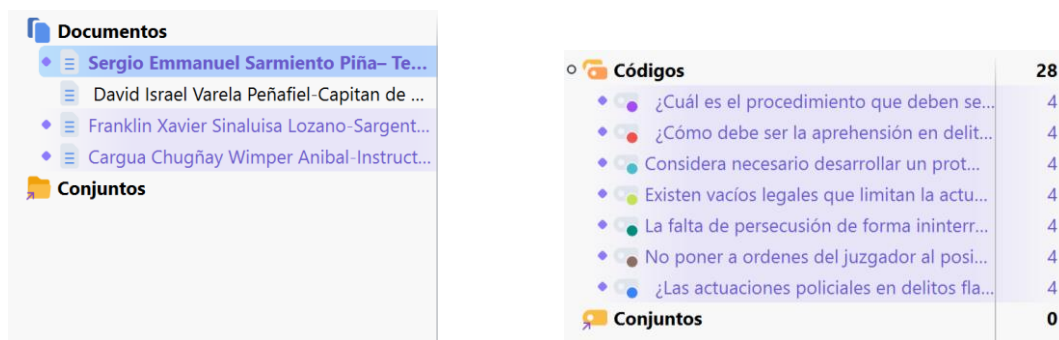 Documentos
Sergio Emmanuel Sarmiento Piña– Te...
David Israel Varela Peñafiel-Capitan de ...
Franklin Xavier Sinaluisa Lozano-Sargent...
Cargua Chugñay Wimper Anibal-Instruct...
Conjuntos
Códigos 28
¿Cuál es el procedimiento que deben se... 4
¿Cómo debe ser la aprehensión en delit... 4
Considera necesario desarrollar un prot... 4
Existen vacíos legales que limitan la actu... 4
La falta de persecución de forma ininterr... 4
No poner a ordenes del juzgador al posi... 4
¿Las actuaciones policiales en delitos fla... 4
Conjuntos 0